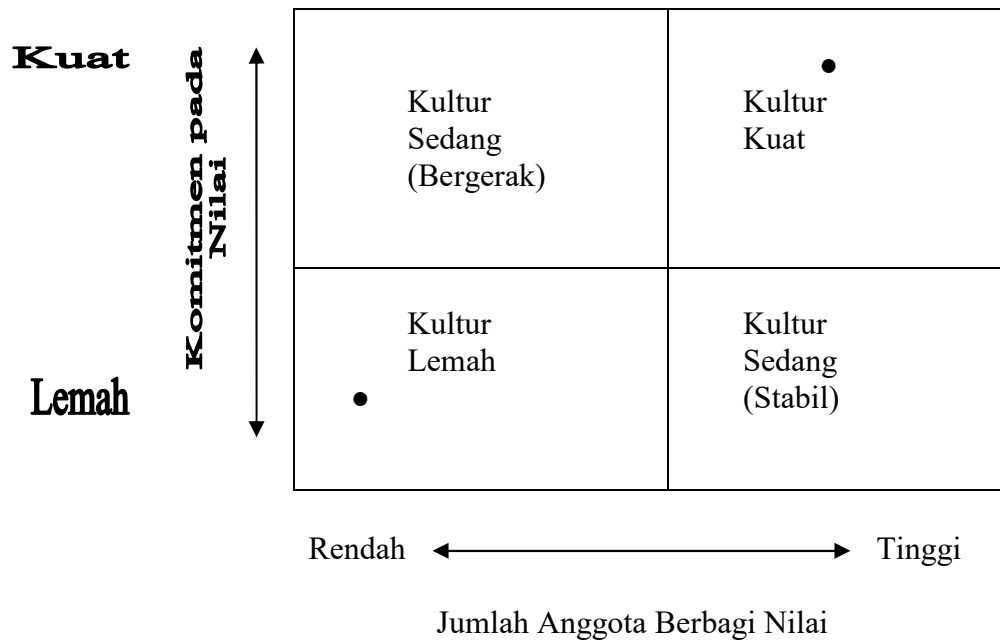 Kuat
Komitmen pada
Nilai
Lemah
Kultur
Sedang
(Bergerak)
Kultur
Kuat
Kultur
Lemah
Kultur
Sedang
(Stabil)
Rendah
Tinggi
Jumlah Anggota Berbagi Nilai